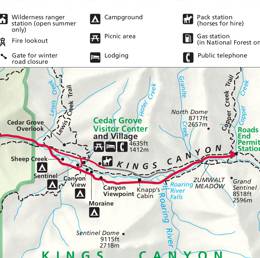 Wilderness ranger
station (open summer
only)
Fire lookout
Gate for winter
road closure
Campground
Picnic area
Lodging
Pack station
(horses for hire)
Gas station
(in National Forest on
Public telephone
Lewis Creek Trail
Copper Creek Trail
Granite Creek
North Dome
8717ft
2657m
Cedar Grove
Overlook
Cedar Grove
Visitor Center
and Village
4635ft
1412m
KINGS CANYON
Roads
End
Permit
Stati
Sheep Creek
Sentinel
Canyon
View
Moraine
Canyon
Viewpoint
Knapp's
Cabin
Roaring
River
Falls
ZUMWALT
MEADOW
Grand
Sentinel
8518ft
2596m
Roaring River
Sentinel Dome
9115ft
2718m
KINGS CANYON